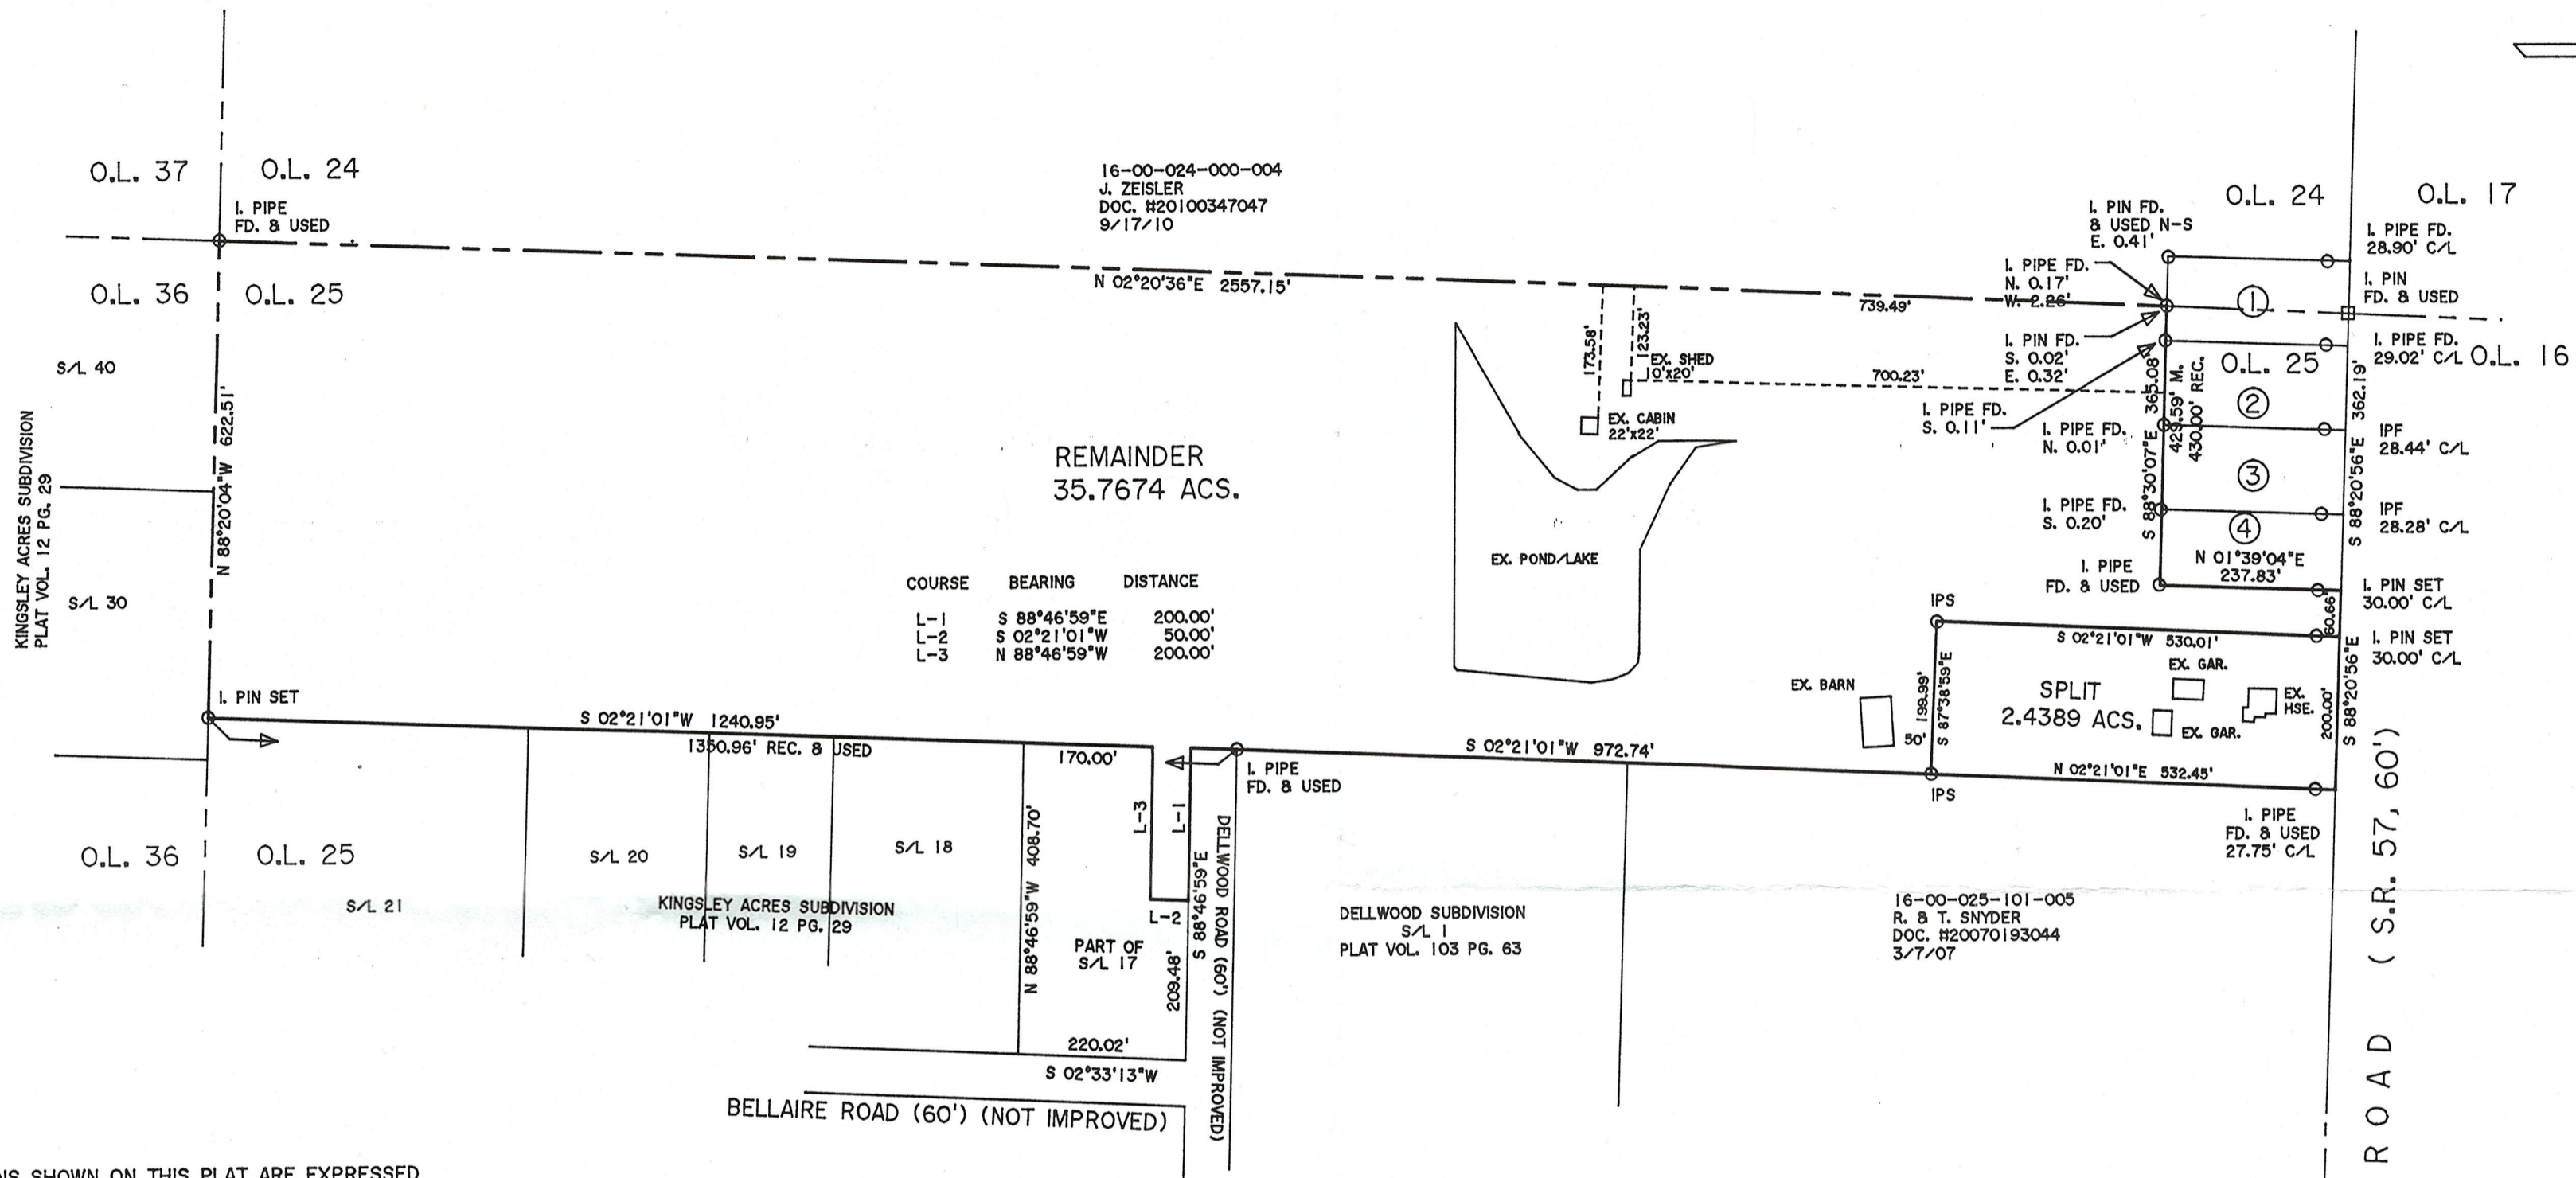 O.L. 37
O.L. 24
I. PIPE
FD. & USED
O.L. 36
O.L. 25
S/L 40
KINGSLEY ACRES SUBDIVISION
PLAT VOL. 12 PG. 29
N 88°20'04"W 622.51'
S/L 30
I. PIN SET
16-00-024-000-004
J. ZEISLER
DOC. #20100347047
9/17/10
N 02°20'36"E 2557.15'
739.49'
REMAINDER
35.7674 ACS.
COURSE BEARING DISTANCE
L-1 S 88°46'59"E 200.00'
L-2 S 02°21'01"W 50.00'
L-3 N 88°46'59"W 200.00'
173.58'
123.23'
EX. SHED
10'x20'
700.23'
EX. CABIN
22'x22'
EX. POND/LAKE
I. PIN FD.
& USED N-S
E. 0.41'
I. PIPE FD.
N. 0.17'
W. 2.26'
I. PIN FD.
S. 0.02'
E. 0.32'
I. PIPE FD.
S. 0.11'
I. PIPE FD.
N. 0.01'
I. PIPE FD.
S. 0.20'
I. PIPE
FD. & USED
S 88°30'07"E 365.08'
429.59' M.
430.00' REC.
O.L. 24
O.L. 17
1
O.L. 25
2
3
4
N 01°39'04"E
237.83'
I. PIPE FD.
28.90' C/L
I. PIN
FD. & USED
I. PIPE FD.
29.02' C/L
O.L. 16
S 88°20'56"E 362.19'
IPF
28.44' C/L
IPF
28.28' C/L
I. PIN SET
30.00' C/L
60.66'
I. PIN SET
30.00' C/L
IPS
S 02°21'01"W 530.01'
EX. GAR.
EX. BARN
50'
198.99'
S 87°38'59"E
SPLIT
2.4389 ACS.
EX. GAR.
EX.
HSE.
200.00'
S 88°20'56"E
N 02°21'01"E 532.45'
IPS
I. PIPE
FD. & USED
27.75' C/L
ROAD (S.R. 57, 60')
S 02°21'01"W 1240.95'
1350.96' REC. & USED
170.00'
S 02°21'01"W 972.74'
I. PIPE
FD. & USED
O.L. 36
O.L. 25
S/L 21
S/L 20
S/L 19
S/L 18
KINGSLEY ACRES SUBDIVISION
PLAT VOL. 12 PG. 29
N 88°46'59"W 408.70'
L-3
L-1
L-2
PART OF
S/L 17
209.48'
S 88°46'59"E
DELLWOOD ROAD (60') (NOT IMPROVED)
220.02'
S 02°33'13"W
BELLAIRE ROAD (60') (NOT IMPROVED)
DELLWOOD SUBDIVISION
S/L 1
PLAT VOL. 103 PG. 63
16-00-025-101-005
R. & T. SNYDER
DOC. #20070193044
3/7/07
SHOWN ON THIS PLAT ARE EXPRESSED